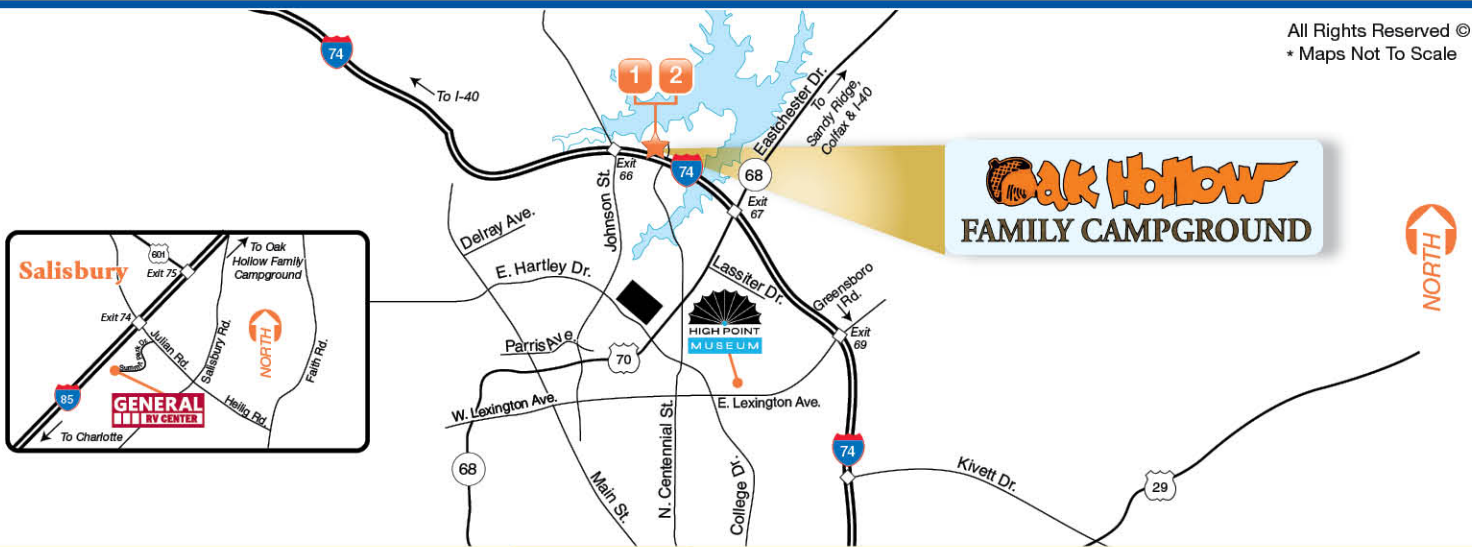 All Rights Reserved ©
* Maps Not To Scale
74
To I-40
1 2
Eastchester Dr.
To
Sandy Ridge,
Colfax & I-40
Exit
66
74
68
Exit
67
Oak Hollow
FAMILY CAMPGROUND
NORTH
Johnson St.
Delray Ave.
E. Hartley Dr.
Lassiter Dr.
Greensboro
Rd.
Exit
69
HIGH POINT
MUSEUM
Parris Ave.
70
W. Lexington Ave.
E. Lexington Ave.
68
Main St.
N. Centennial St.
College Dr.
74
Kivett Dr.
29
Salisbury
601
Exit 75
To Oak
Hollow Family
Campground
Exit 74
Julian Rd.
Summit Park Dr.
Salisbury Rd.
NORTH
Faith Rd.
Heilig Rd.
85
GENERAL
RV CENTER
To Charlotte